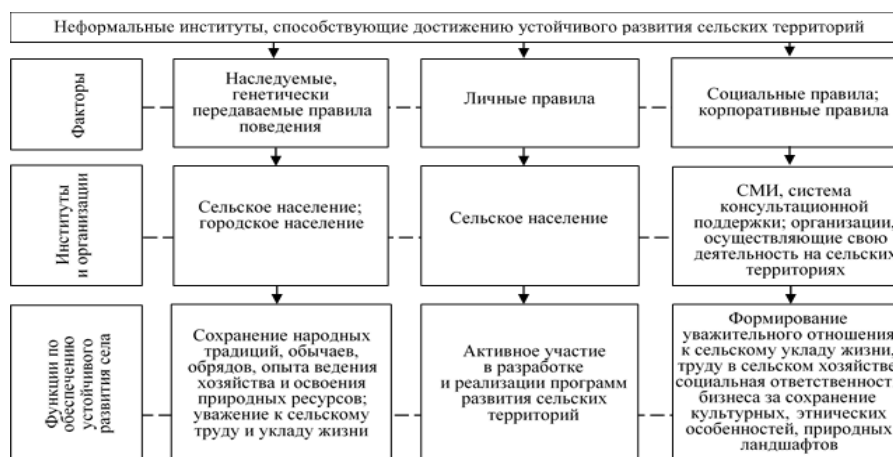 Неформальные институты, способствующие достижению устойчивого развития сельских территорий
Факторы
Наследуемые,
генетически
передаваемые правила
поведения
Личные правила
Социальные правила;
корпоративные правила
Институты
и организации
Сельское население;
городское население
Сельское население
СМИ, система
консультационной
поддержки; организации,
осуществляющие свою
деятельность на сельских
территориях
Функции по
обеспечению
устойчивого
развития села
Сохранение народных
традиций, обычаев,
обрядов, опыта ведения
хозяйства и освоения
природных ресурсов;
уважение к сельскому
труду и укладу жизни
Активное участие
в разработке
и реализации программ
развития сельских
территорий
Формирование
уважительного отношения
к сельскому укладу жизни,
труду в сельском хозяйстве
социальная ответственност
бизнеса за сохранение
культурных, этнических
особенностей, природных
ландшафтов